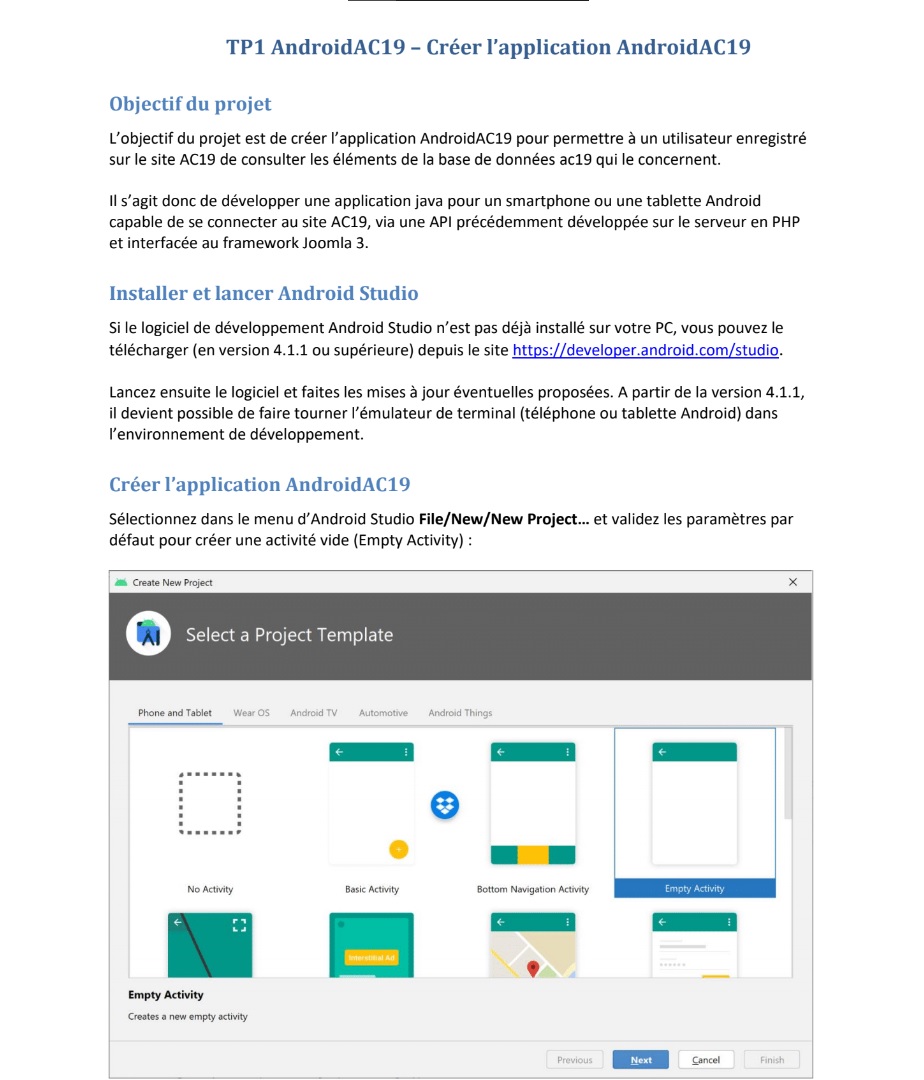 TP1 AndroidAC19 – Créer l’application AndroidAC19
Objectif du projet
L’objectif du projet est de créer l’application AndroidAC19 pour permettre à un utilisateur enregistré
sur le site AC19 de consulter les éléments de la base de données ac19 qui le concernent.
Il s’agit donc de développer une application java pour un smartphone ou une tablette Android
capable de se connecter au site AC19, via une API précédemment développée sur le serveur en PHP
et interfacée au framework Joomla 3.
Installer et lancer Android Studio
Si le logiciel de développement Android Studio n’est pas déjà installé sur votre PC, vous pouvez le
télécharger (en version 4.1.1 ou supérieure) depuis le site https://developer.android.com/studio.
Lancez ensuite le logiciel et faites les mises à jour éventuelles proposées. A partir de la version 4.1.1,
il devient possible de faire tourner l’émulateur de terminal (téléphone ou tablette Android) dans
l’environnement de développement.
Créer l’application AndroidAC19
Sélectionnez dans le menu d’Android Studio File/New/New Project… et validez les paramètres par
défaut pour créer une activité vide (Empty Activity) :
Create New Project
Select a Project Template
Phone and Tablet Wear OS Android TV Automotive Android Things
No Activity Basic Activity Bottom Navigation Activity Empty Activity
Interstitial Ad
Empty Activity
Creates a new empty activity
Previous Next Cancel Finish